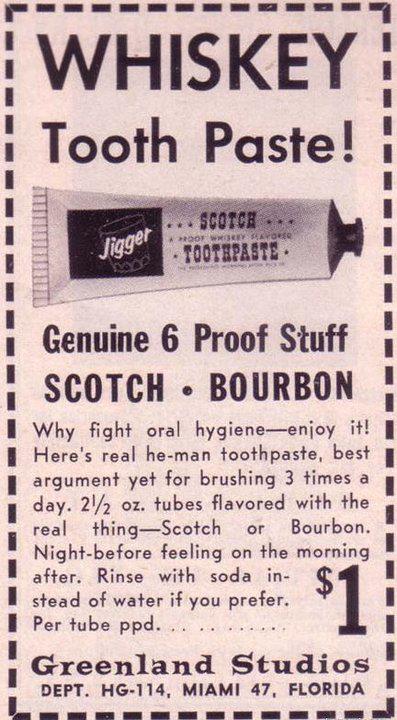 WHISKEY
Tooth Paste!
Jigger
SCOTCH
PROOF WHISKEY FLAVORED
TOOTHPASTE
Genuine 6 Proof Stuff
SCOTCH • BOURBON
Why fight oral hygiene—enjoy it!
Here's real he-man toothpaste, best
argument yet for brushing 3 times a
day. 2½ oz. tubes flavored with the
real thing—Scotch or Bourbon.
Night-before feeling on the morning
after. Rinse with soda in-
stead of water if you prefer.
Per tube ppd. . . . . . . . . . . .
$1
Greenland Studios
DEPT. HG-114, MIAMI 47, FLORIDA